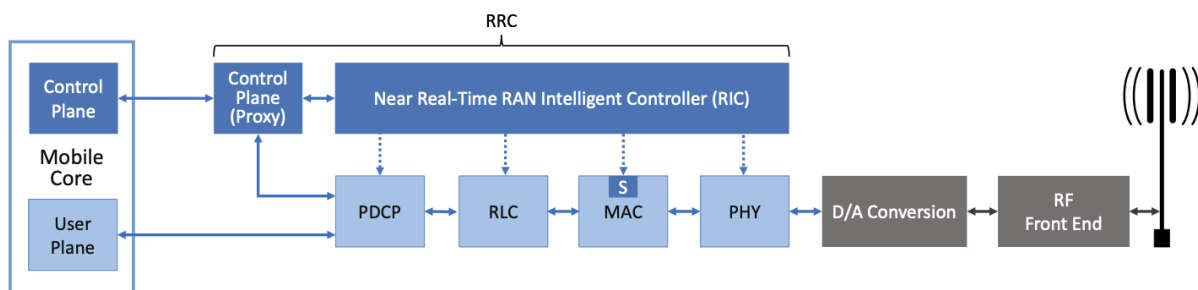 RRC
Control
Plane
Control
Plane
(Proxy)
Near Real-Time RAN Intelligent Controller (RIC)
Mobile
Core
User
Plane
PDCP
RLC
S
MAC
PHY
D/A Conversion
RF
Front End